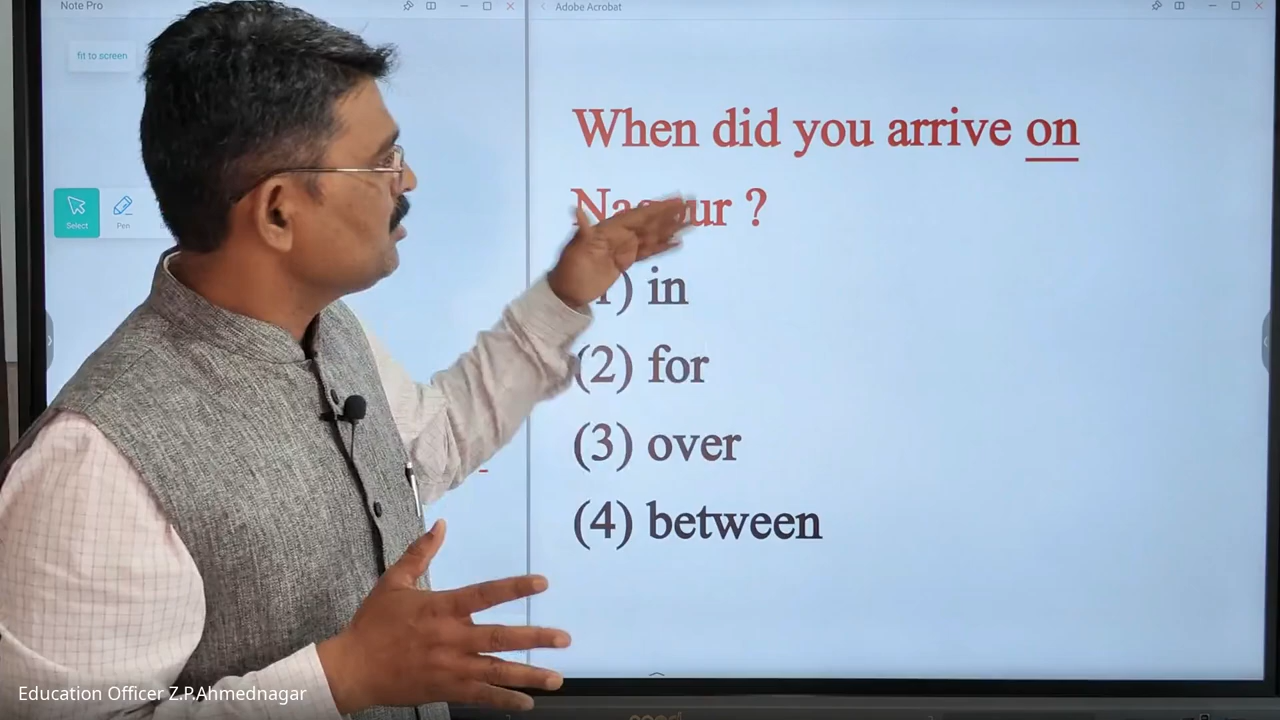 Note Pro
Adobe Acrobat
fit to screen
When did you arrive on
Select
Pen
?
(1) in
(2) for
(3) over
(4) between
Education Officer Z.P.Ahmednagar